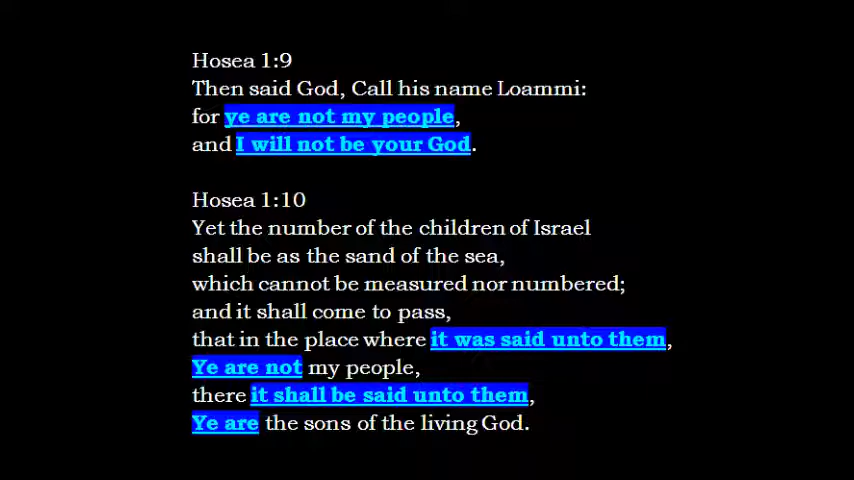 Hosea 1:9
Then said God, Call his name Loammi:
for ye are not my people,
and I will not be your God.
Hosea 1:10
Yet the number of the children of Israel
shall be as the sand of the sea,
which cannot be measured nor numbered;
and it shall come to pass,
that in the place where it was said unto them,
Ye are not my people,
there it shall be said unto them,
Ye are the sons of the living God.